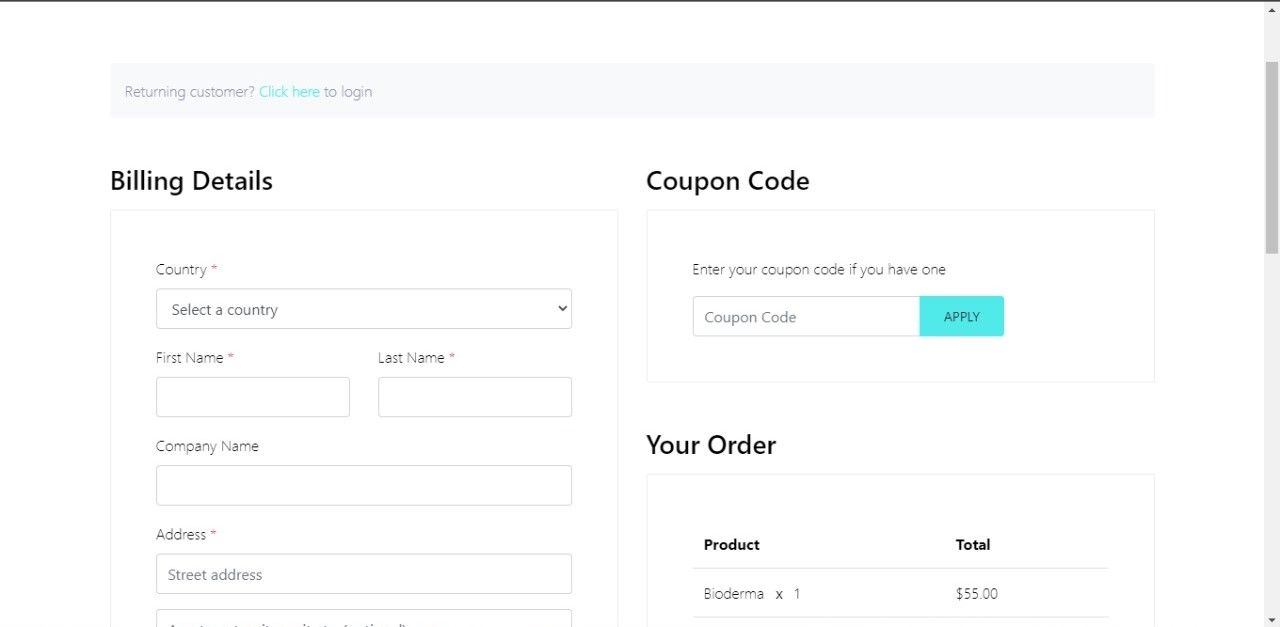 Returning customer? Click here to login
Billing Details
Country *
Select a country
First Name *
Last Name *
Company Name
Address *
Street address
Coupon Code
Enter your coupon code if you have one
Coupon Code
APPLY
Your Order
Product Total
Bioderma x 1 $55.00